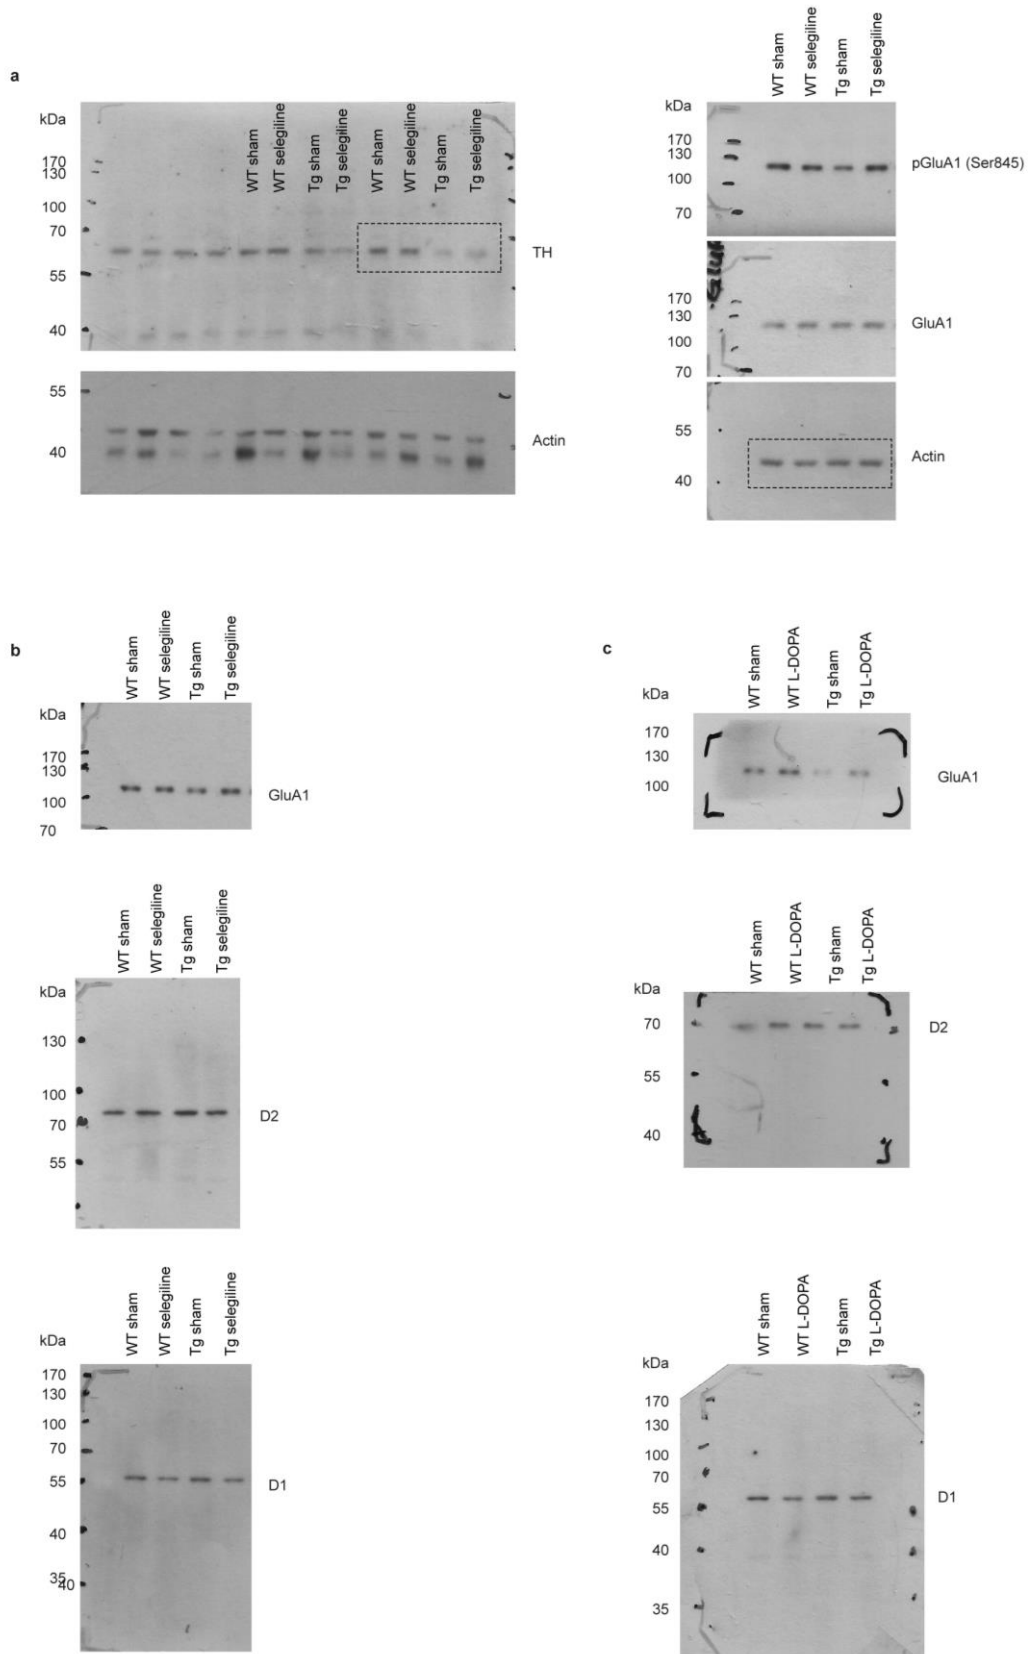 a
kDa
170
130
100
70
55
40
WT sham
WT selegiline
Tg sham
Tg selegiline
WT sham
WT selegiline
Tg sham
Tg selegiline
TH
55
40
Actin
WT sham
WT selegiline
Tg sham
Tg selegiline
kDa
170
130
100
70
pGluA1 (Ser845)
170
130
100
70
GluA1
55
40
Actin
b
WT sham
WT selegiline
Tg sham
Tg selegiline
kDa
170
130
100
70
GluA1
WT sham
WT selegiline
Tg sham
Tg selegiline
kDa
130
100
70
55
D2
WT sham
WT selegiline
Tg sham
Tg selegiline
kDa
170
130
100
70
55
40
35
40
D1
c
WT sham
WT L-DOPA
Tg sham
Tg L-DOPA
kDa
170
130
100
GluA1
WT sham
WT L-DOPA
Tg sham
Tg L-DOPA
kDa
70
55
40
D2
WT sham
WT L-DOPA
Tg sham
Tg L-DOPA
kDa
170
130
100
70
55
40
35
D1